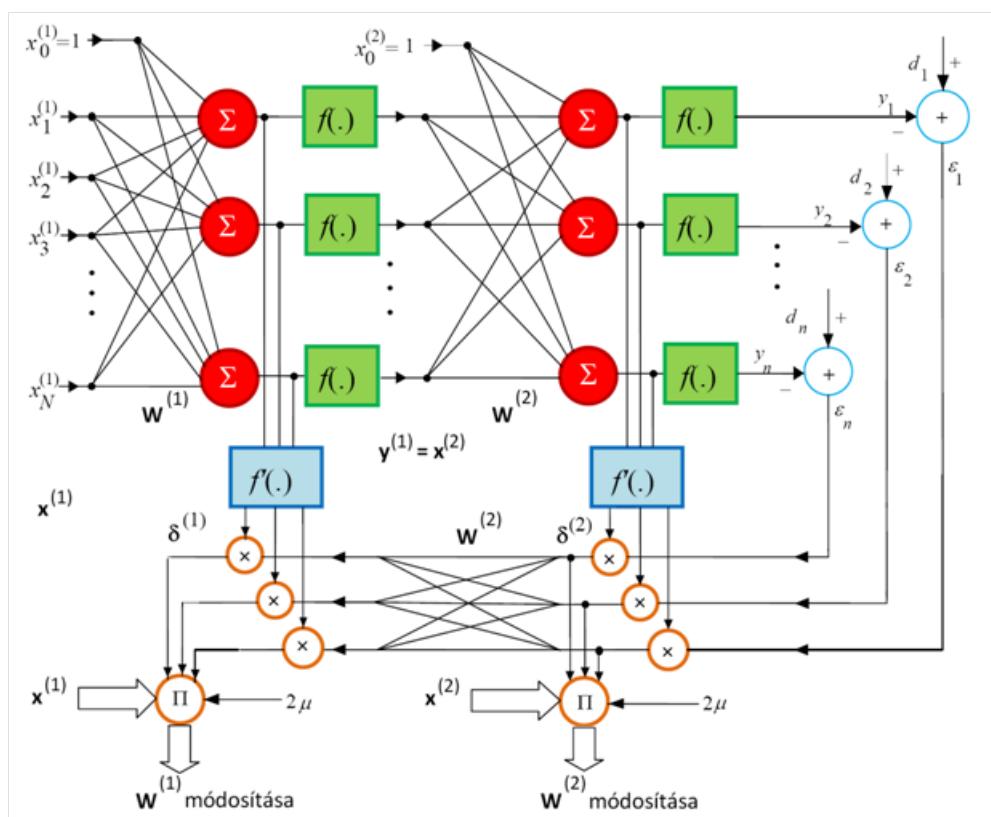 x₀⁽¹⁾=1
x₀⁽²⁾= 1
d₁ +
x₁⁽¹⁾
Σ f(.) Σ f(.) y₁ − +
x₂⁽¹⁾
d₂ + ε₁
x₃⁽¹⁾
Σ f(.) Σ f(.) y₂ − +
ε₂
dₙ +
x_N⁽¹⁾
Σ f(.) Σ f(.) yₙ − +
W⁽¹⁾ W⁽²⁾ εₙ
y⁽¹⁾ = x⁽²⁾
f'(.) f'(.)
x⁽¹⁾
δ⁽¹⁾ W⁽²⁾ δ⁽²⁾
× ×
× ×
× ×
x⁽¹⁾ Π 2μ x⁽²⁾ Π 2μ
W⁽¹⁾ módosítása W⁽²⁾ módosítása